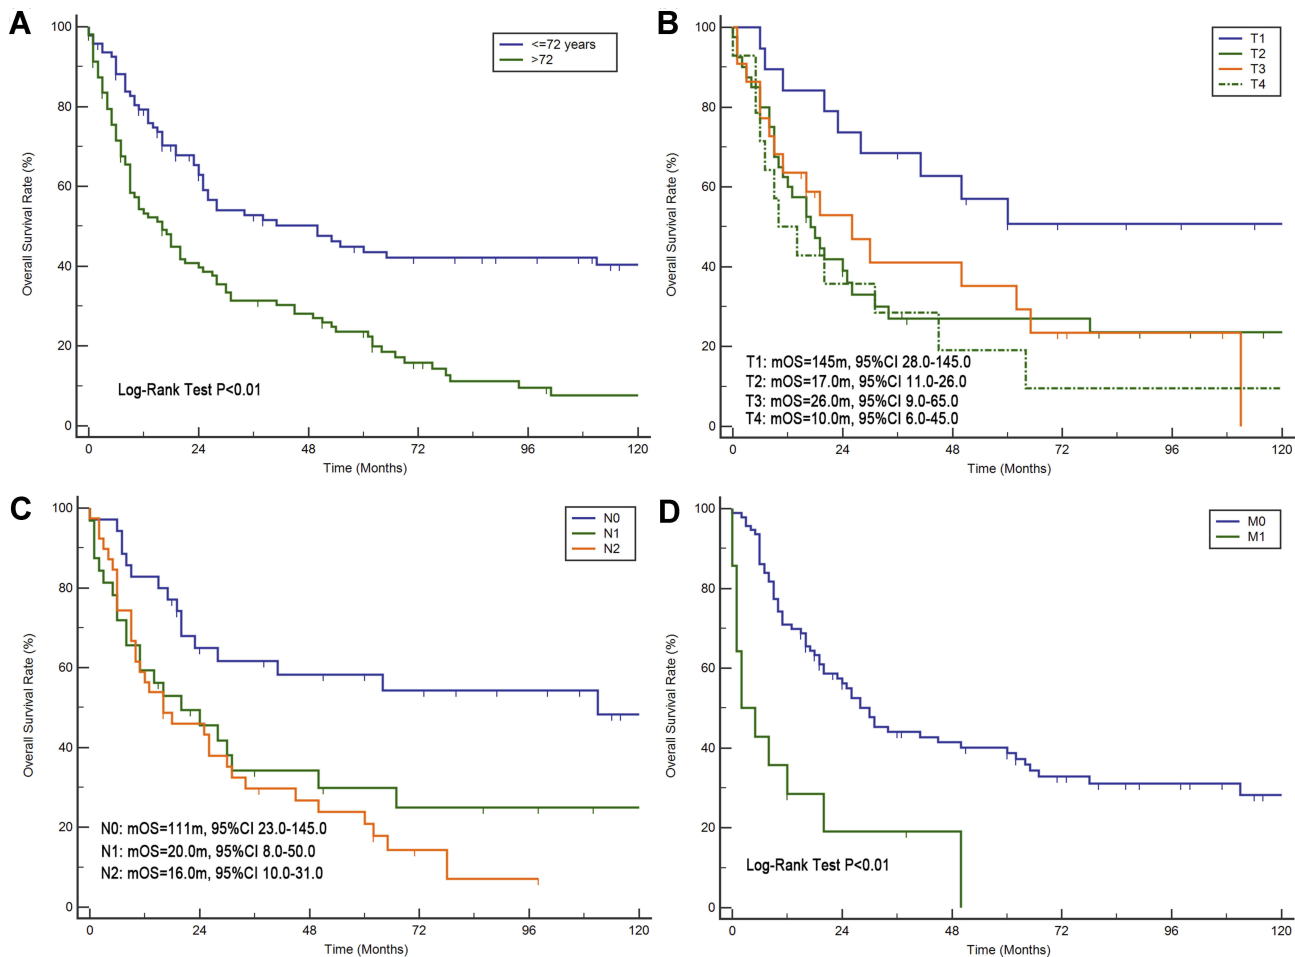 A
100
80
60
40
20
0
Overall Survival Rate (%)
<=72 years
>72
Log-Rank Test P<0.01
0 24 48 72 96 120
Time (Months)
B
100
80
60
40
20
0
Overall Survival Rate (%)
T1
T2
T3
T4
T1: mOS=145m, 95%CI 28.0-145.0
T2: mOS=17.0m, 95%CI 11.0-26.0
T3: mOS=26.0m, 95%CI 9.0-65.0
T4: mOS=10.0m, 95%CI 6.0-45.0
0 24 48 72 96 120
Time (Months)
C
100
80
60
40
20
0
Overall Survival Rate (%)
N0
N1
N2
N0: mOS=111m, 95%CI 23.0-145.0
N1: mOS=20.0m, 95%CI 8.0-50.0
N2: mOS=16.0m, 95%CI 10.0-31.0
0 24 48 72 96 120
Time (Months)
D
100
80
60
40
20
0
Overall Survival Rate (%)
M0
M1
Log-Rank Test P<0.01
0 24 48 72 96 120
Time (Months)